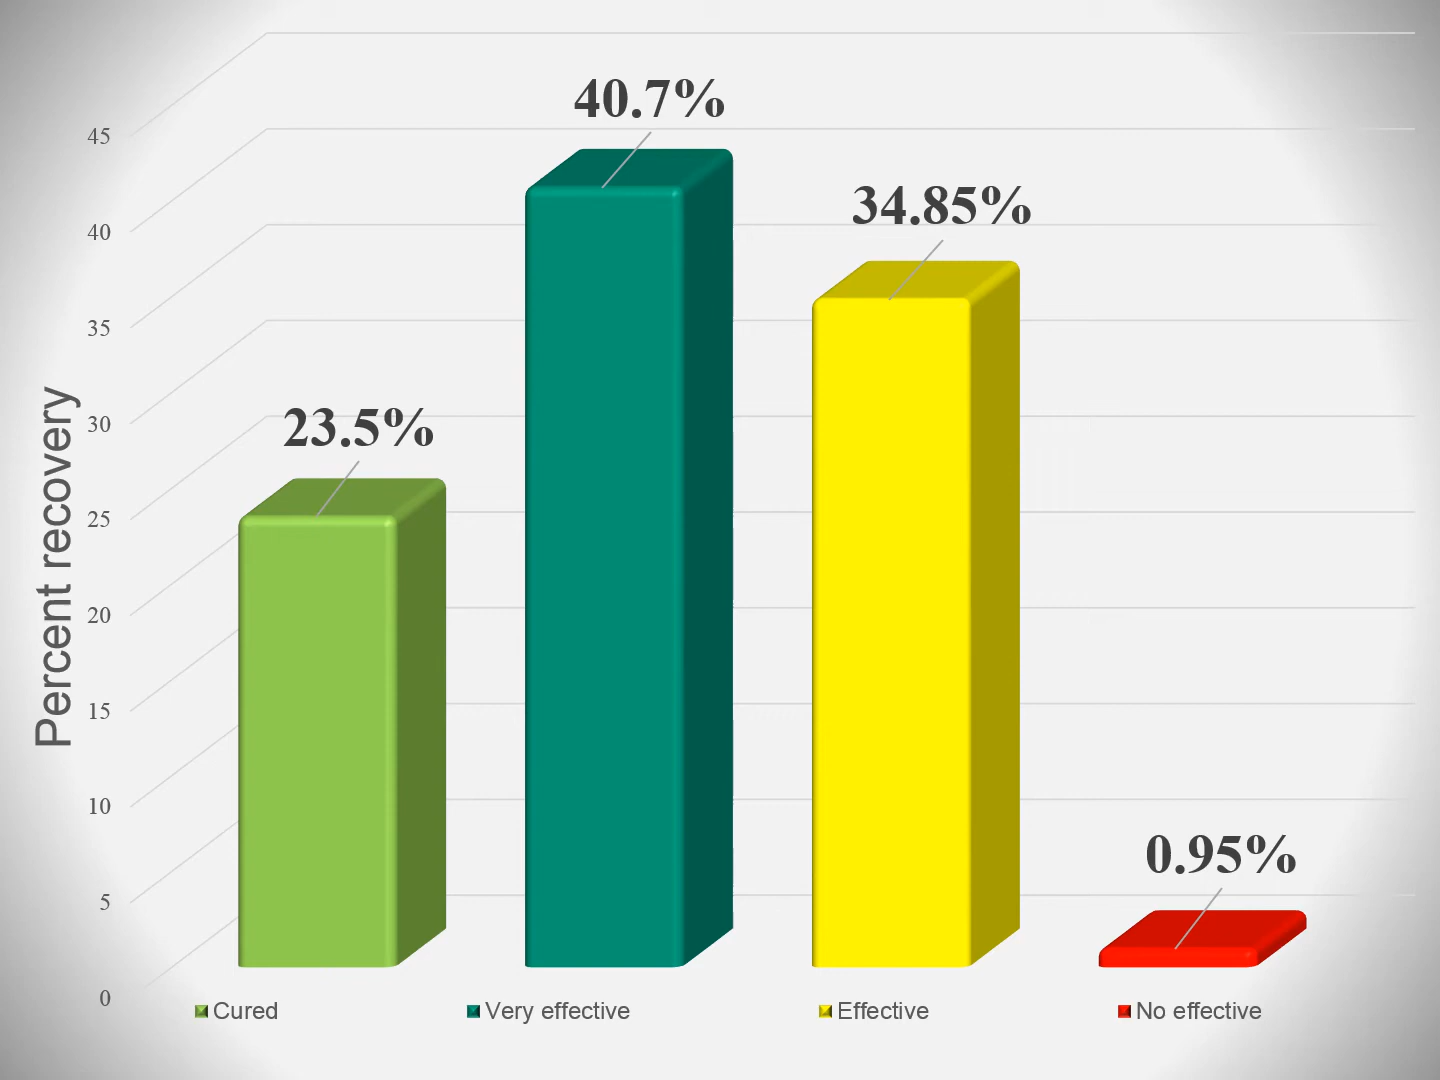 40.7%
34.85%
23.5%
0.95%
Percent recovery
45
40
35
30
25
20
15
10
5
0
Cured
Very effective
Effective
No effective